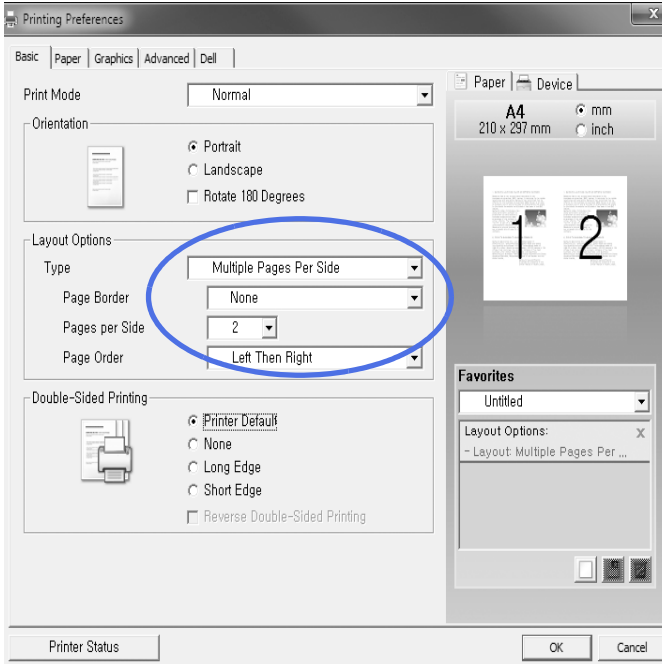 Printing Preferences
x
Basic Paper Graphics Advanced Dell
Print Mode Normal
Orientation
Portrait
Landscape
Rotate 180 Degrees
Layout Options
Type Multiple Pages Per Side
Page Border None
Pages per Side 2
Page Order Left Then Right
Double-Sided Printing
Printer Default
None
Long Edge
Short Edge
Reverse Double-Sided Printing
Printer Status
Paper Device
A4 mm
210 x 297 mm inch
1 2
Favorites
Untitled
Layout Options: x
- Layout: Multiple Pages Per ...
OK Cancel